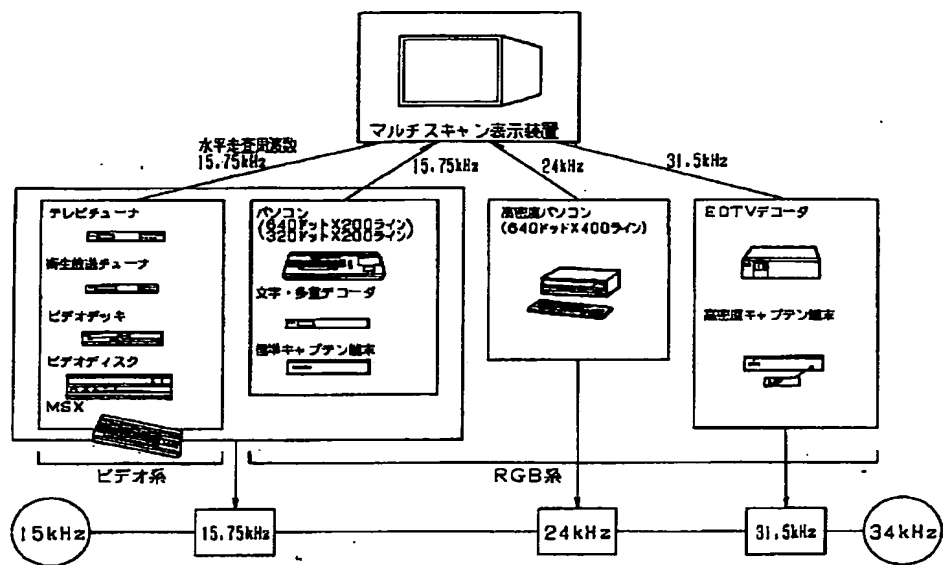 マルチスキャン表示装置
水平走査周波数
15.75kHz
15.75kHz
24kHz
31.5kHz
テレビチューナ
衛生放送チューナ
ビデオデッキ
ビデオディスク
MSX
パソコン
(640ドットX200ライン)
(320ドットX200ライン)
文字・多重デコーダ
標準キャプテン端末
高密度パソコン
(640ドットX400ライン)
EDTVデコータ
高密度キャプテン端末
ビデオ系
RGB系
15kHz
15.75kHz
24kHz
31.5kHz
34kHz